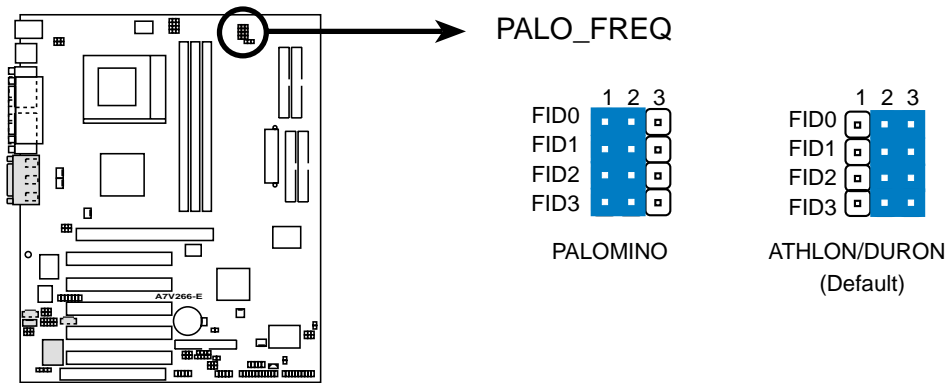 PALO_FREQ
1 2 3
FID0
FID1
FID2
FID3
PALOMINO
1 2 3
FID0
FID1
FID2
FID3
ATHLON/DURON
(Default)
A7V266-E